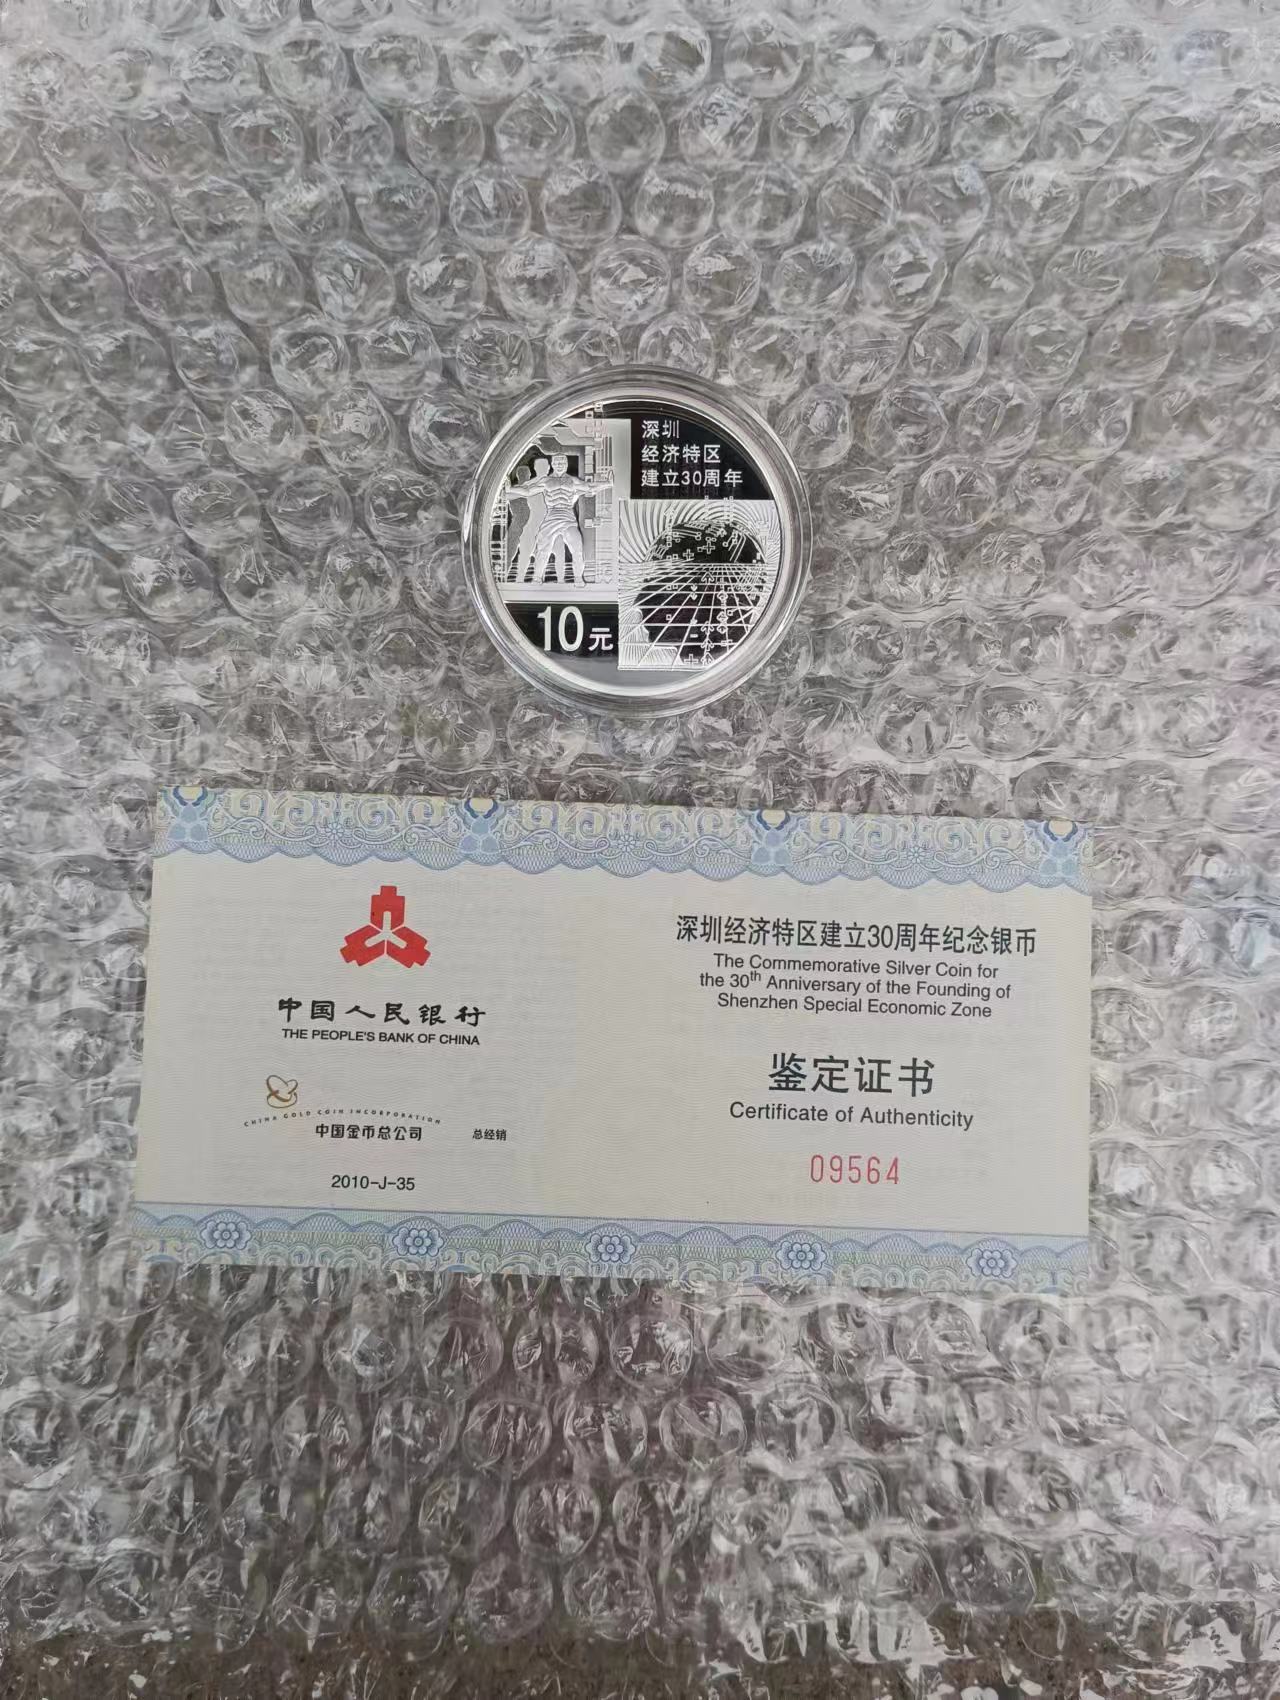 深圳
经济特区
建立30周年
10元
中国人民银行
THE PEOPLE'S BANK OF CHINA
CHINA GOLD COIN INCORPORATION
中国金币总公司 总经销
2010-J-35
深圳经济特区建立30周年纪念银币
The Commemorative Silver Coin for
the 30th Anniversary of the Founding of
Shenzhen Special Economic Zone
鉴定证书
Certificate of Authenticity
09564